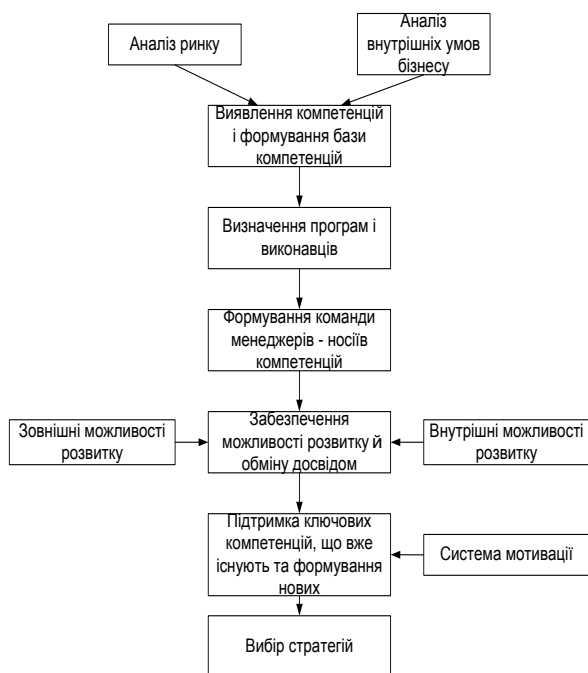 Аналіз ринку
Аналіз
внутрішніх умов
бізнесу
Виявлення компетенцій
і формування бази
компетенцій
Визначення програм і
виконавців
Формування команди
менеджерів - носіїв
компетенцій
Зовнішні можливості
розвитку
Забезпечення
можливості розвитку й
обміну досвідом
Внутрішні можливості
розвитку
Підтримка ключових
компетенцій, що вже
існують та формування
нових
Система мотивації
Вибір стратегій